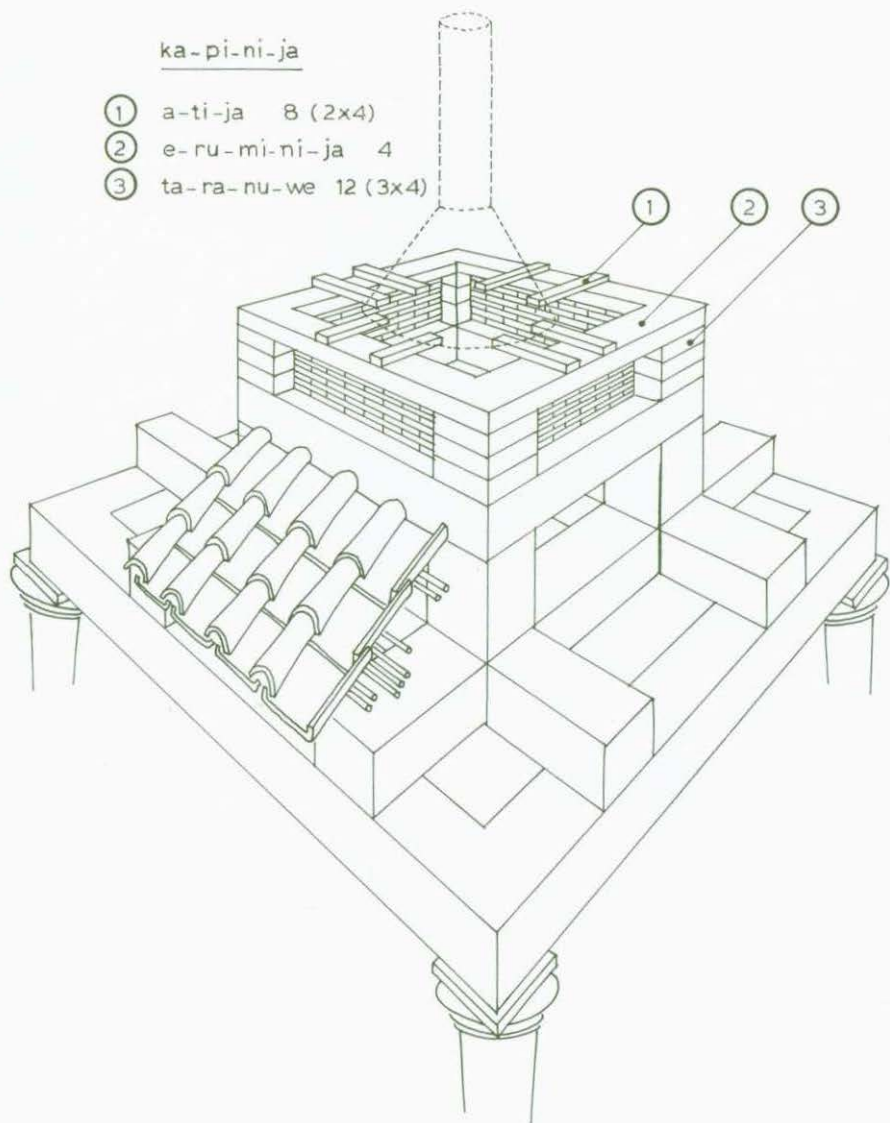 ka-pi-ni-ja
① a-ti-ja 8 (2x4)
② e-ru-mi-ni-ja 4
③ ta-ra-nu-we 12 (3x4)
① ② ③